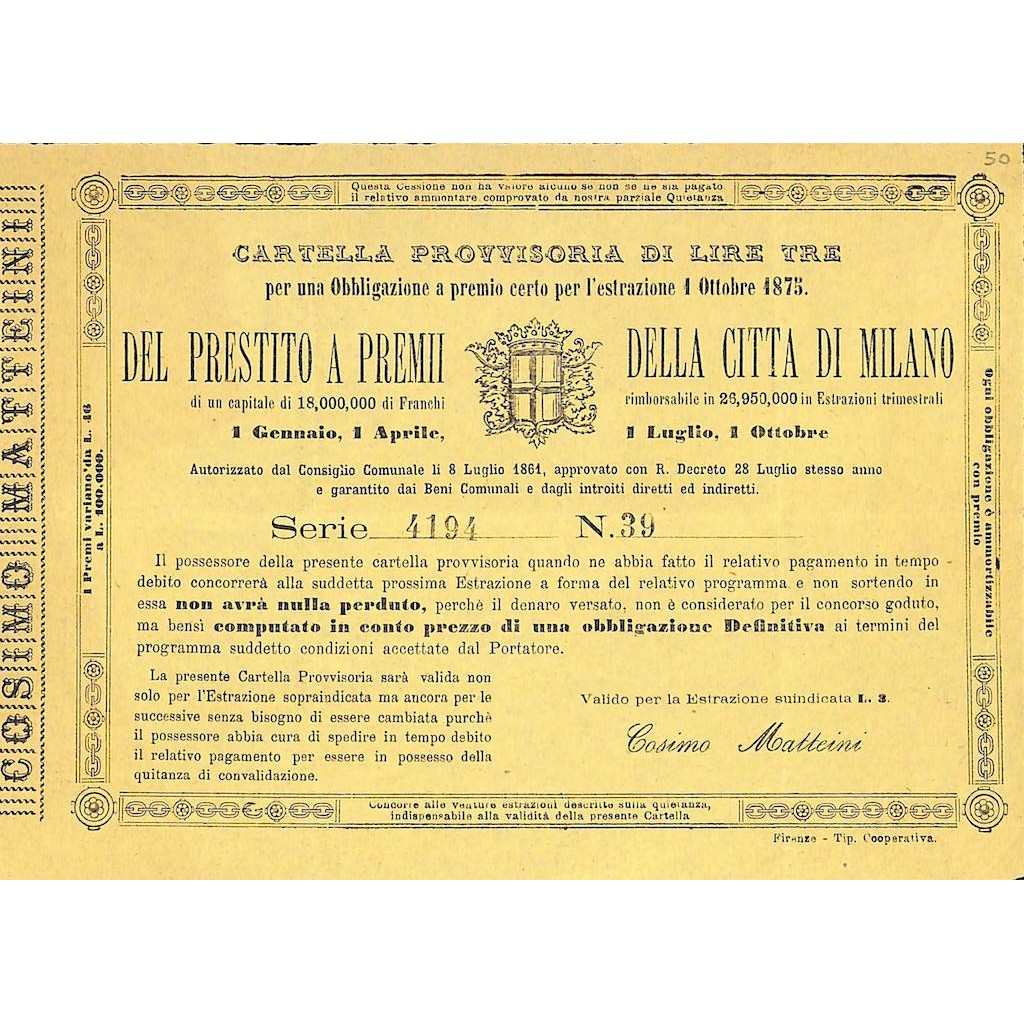 50
Questa Cessione non ha valore alcuno se non se ne sia pagato
il relativo ammontare comprovato da nostra parziale Quietanza
CARTELLA PROVVISORIA DI LIRE TRE
per una Obbligazione a premio certo per l'estrazione 1 Ottobre 1875.
DEL PRESTITO A PREMII
DELLA CITTA DI MILANO
di un capitale di 18,000,000 di Franchi
rimborsabile in 26,950,000 in Estrazioni trimestrali
1 Gennaio, 1 Aprile,
1 Luglio, 1 Ottobre
Autorizzato dal Consiglio Comunale li 8 Luglio 1861, approvato con R. Decreto 28 Luglio stesso anno
e garantito dai Beni Comunali e dagli introiti diretti ed indiretti.
Serie 4194 N. 39
Il possessore della presente cartella provvisoria quando ne abbia fatto il relativo pagamento in tempo
debito concorrerà alla suddetta prossima Estrazione a forma del relativo programma e non sortendo in
essa non avrà nulla perduto, perchè il denaro versato, non è considerato per il concorso goduto,
ma bensì computato in conto prezzo di una obbligazione Definitiva ai termini del
programma suddetto condizioni accettate dal Portatore.
La presente Cartella Provvisoria sarà valida non
solo per l'Estrazione sopraindicata ma ancora per le
successive senza bisogno di essere cambiata purchè
il possessore abbia cura di spedire in tempo debito
il relativo pagamento per essere in possesso della
quitanza di convalidazione.
Valido per la Estrazione suindicata L. 3.
Cosimo Matteini
Concorre alle venture estrazioni descritte sulla quietanza,
indispensabile alla validità della presente Cartella
Firenze - Tip. Cooperativa.
COSIMO MATTEINI
I Premi variano da L. 46
a L. 100.000.
Ogni obbligazione è ammortizzabile
con premio